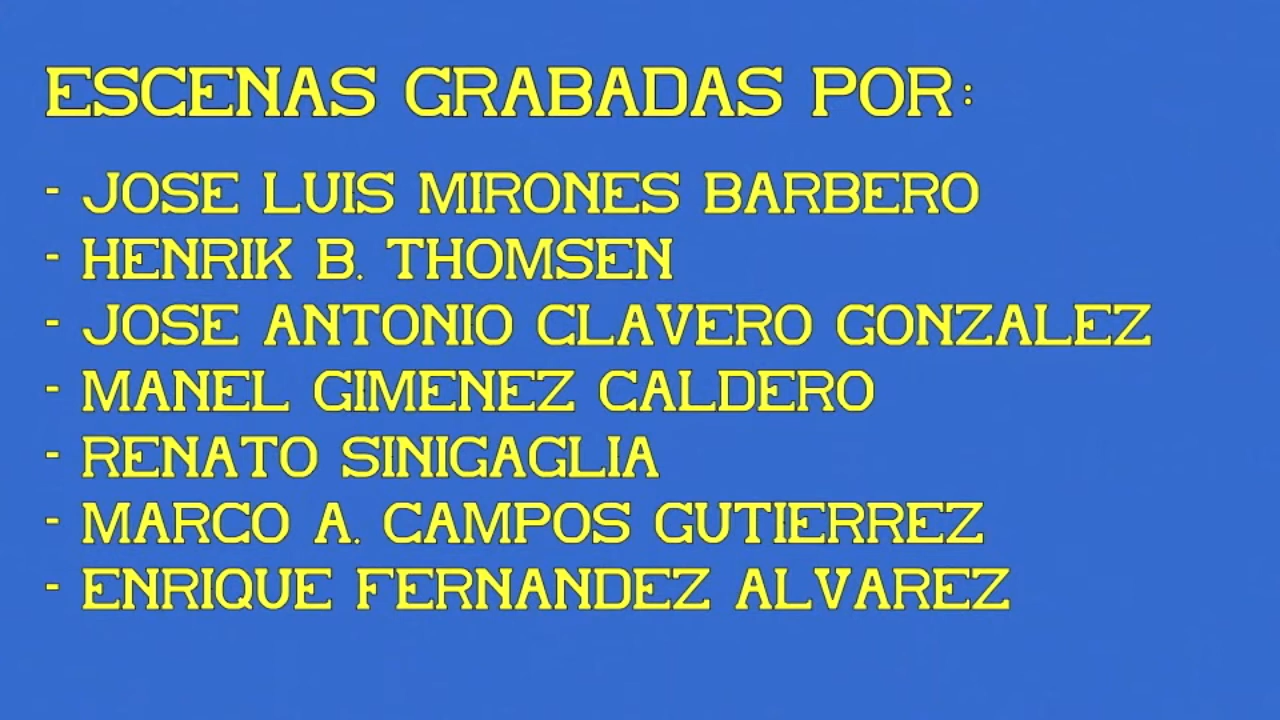 ESCENAS GRABADAS POR:
- JOSE LUIS MIRONES BARBERO
- HENRIK B. THOMSEN
- JOSE ANTONIO CLAVERO GONZALEZ
- MANEL GIMENEZ CALDERO
- RENATO SINIGAGLIA
- MARCO A. CAMPOS GUTIERREZ
- ENRIQUE FERNANDEZ ALVAREZ